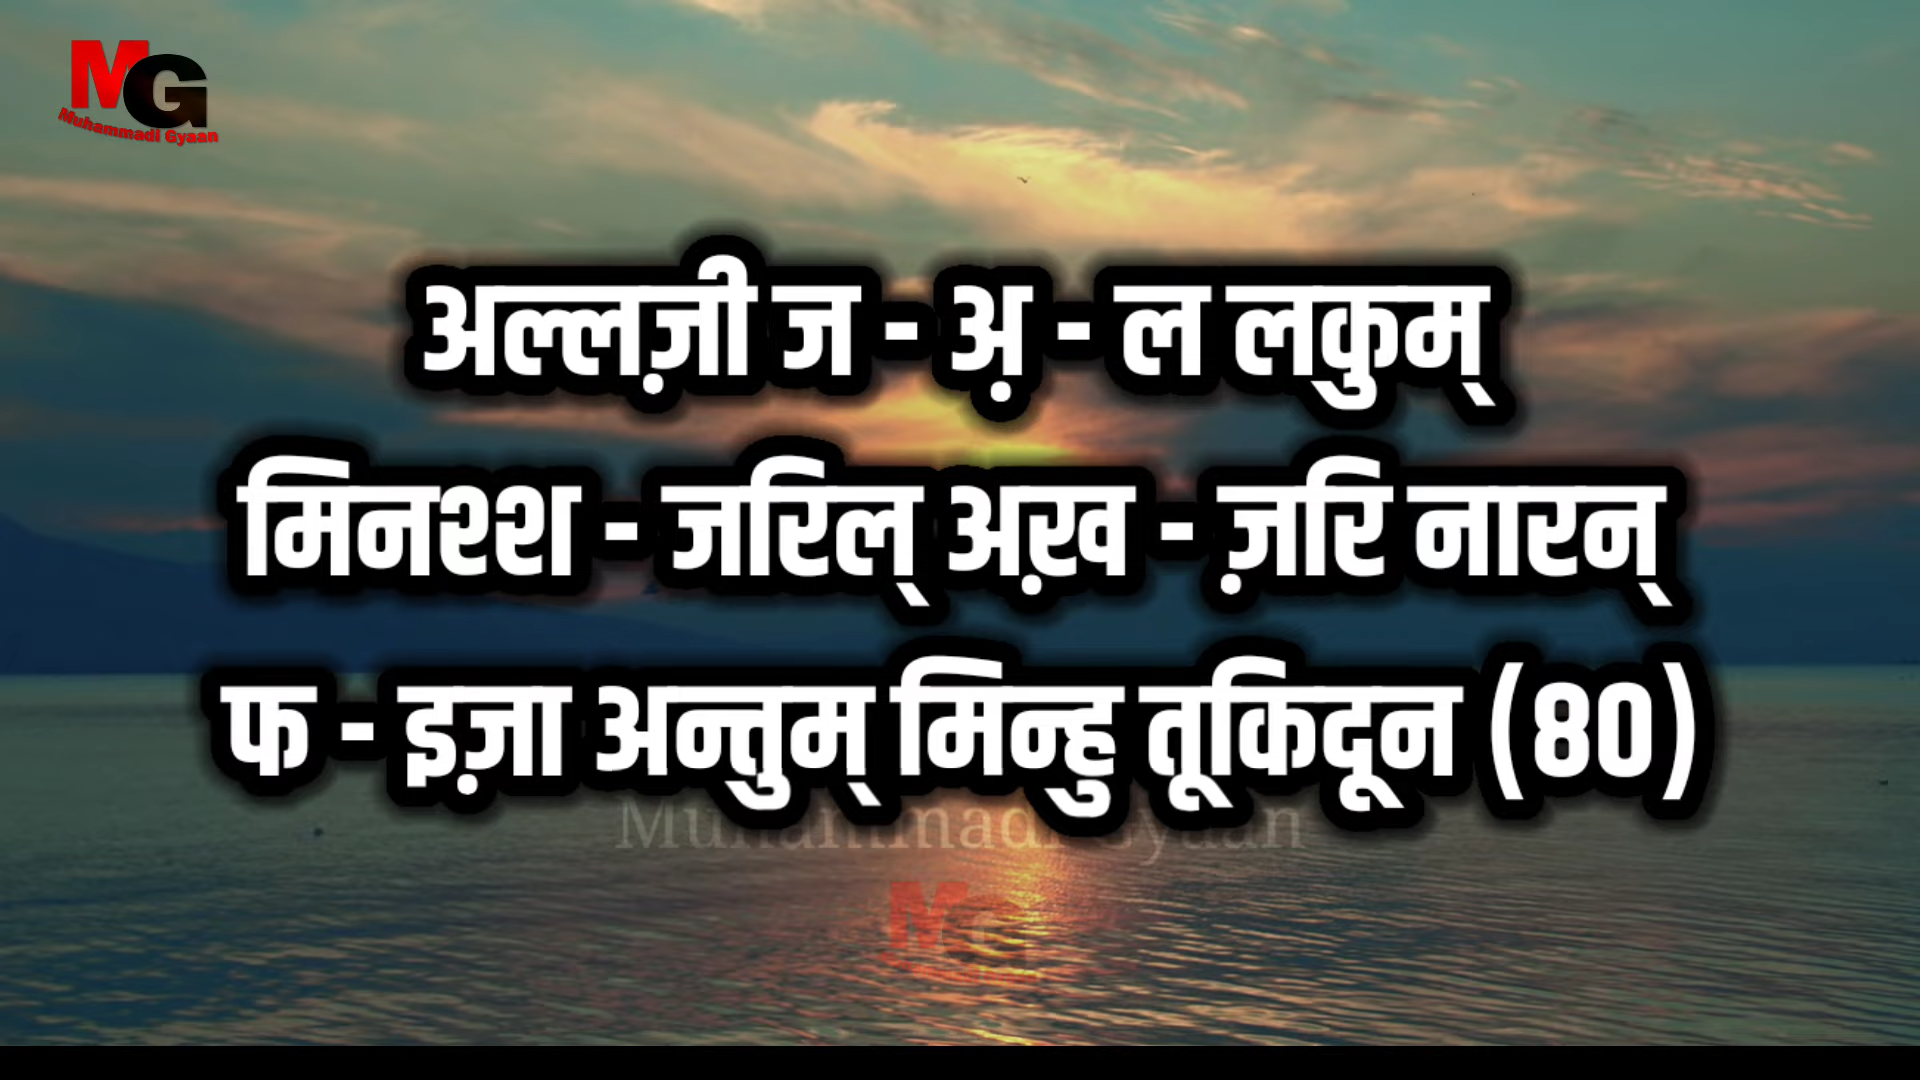 MG
Muhammadi Gyaan
अल्लज़ी ज - अ़ - ल लकुम्
मिनश्श - जरिल् अख़्ख - ज़रि नारन्
फ - इज़ा अन्तुम् मिन्हु तूकिदून (80)
Muhammadi Gyaan
MG